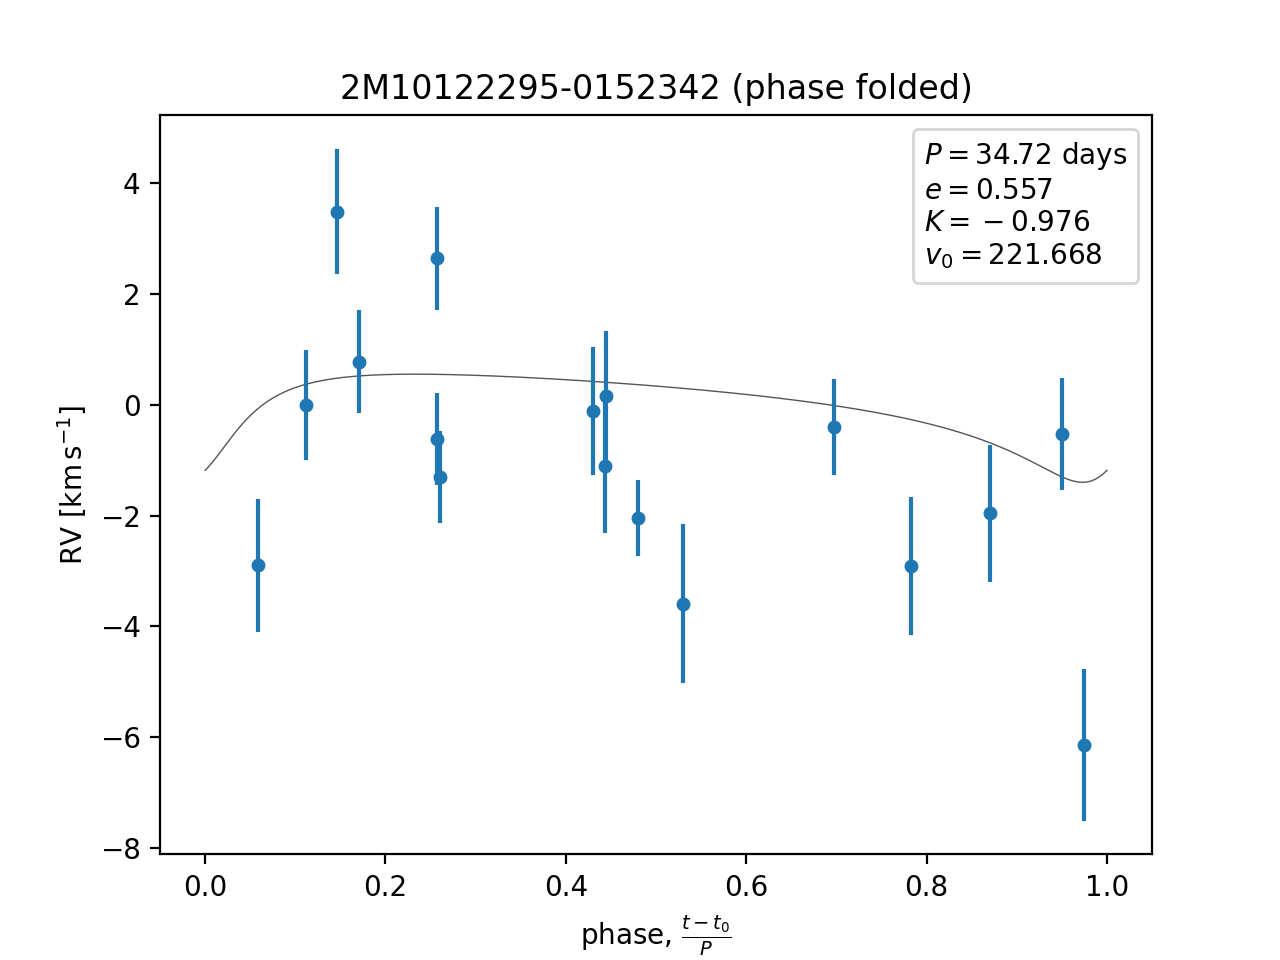 2M10122295-0152342 (phase folded)
P = 34.72 days
e = 0.557
K = −0.976
v₀ = 221.668
4
2
0
−2
−4
−6
−8
RV [km s⁻¹]
0.0 0.2 0.4 0.6 0.8 1.0
phase, (t − t₀)/P